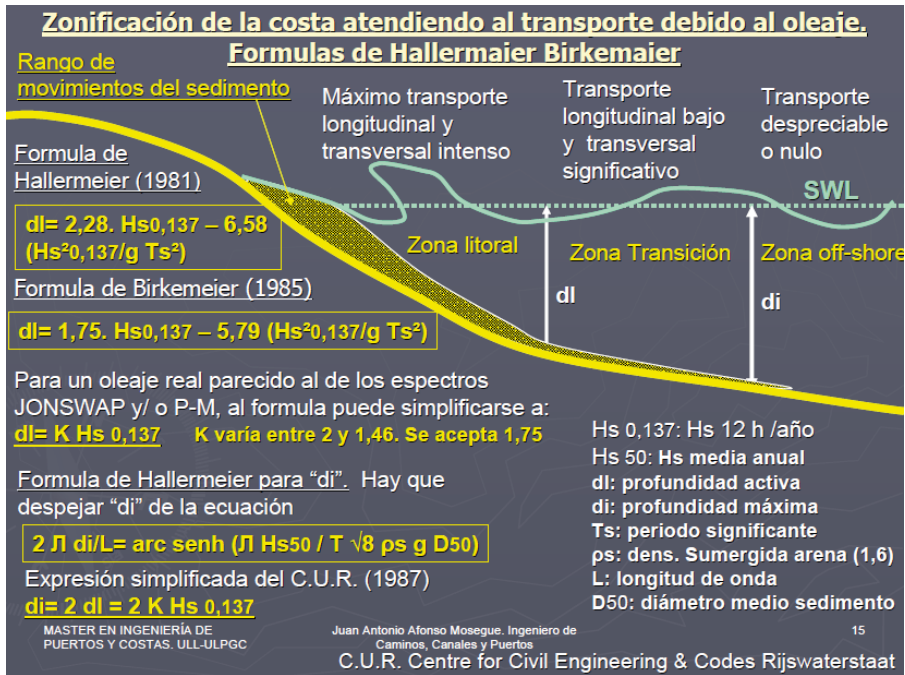 Zonificación de la costa atendiendo al transporte debido al oleaje.
Formulas de Hallermaier Birkemaier
Rango de
movimientos del sedimento
Máximo transporte
longitudinal y
transversal intenso
Transporte
longitudinal bajo
y transversal
significativo
Transporte
despreciable
o nulo
SWL
Formula de
Hallermeier (1981)
dl= 2,28. Hs0,137 – 6,58
(Hs²0,137/g Ts²)
Zona litoral
Zona Transición
Zona off-shore
dl
di
Formula de Birkemeier (1985)
dl= 1,75. Hs0,137 – 5,79 (Hs²0,137/g Ts²)
Para un oleaje real parecido al de los espectros
JONSWAP y/ o P-M, al formula puede simplificarse a:
dl= K Hs 0,137 K varía entre 2 y 1,46. Se acepta 1,75
Formula de Hallermeier para “di”. Hay que
despejar “di” de la ecuación
2 Л di/L= arc senh (Л Hs50 / T √8 ρs g D50)
Expresión simplificada del C.U.R. (1987)
di= 2 dl = 2 K Hs 0,137
Hs 0,137: Hs 12 h /año
Hs 50: Hs media anual
dl: profundidad activa
di: profundidad máxima
Ts: periodo significante
ρs: dens. Sumergida arena (1,6)
L: longitud de onda
D50: diámetro medio sedimento
MASTER EN INGENIERÍA DE
PUERTOS Y COSTAS. ULL-ULPGC
Juan Antonio Afonso Mosegue. Ingeniero de
Caminos, Canales y Puertos
15
C.U.R. Centre for Civil Engineering & Codes Rijswaterstaat